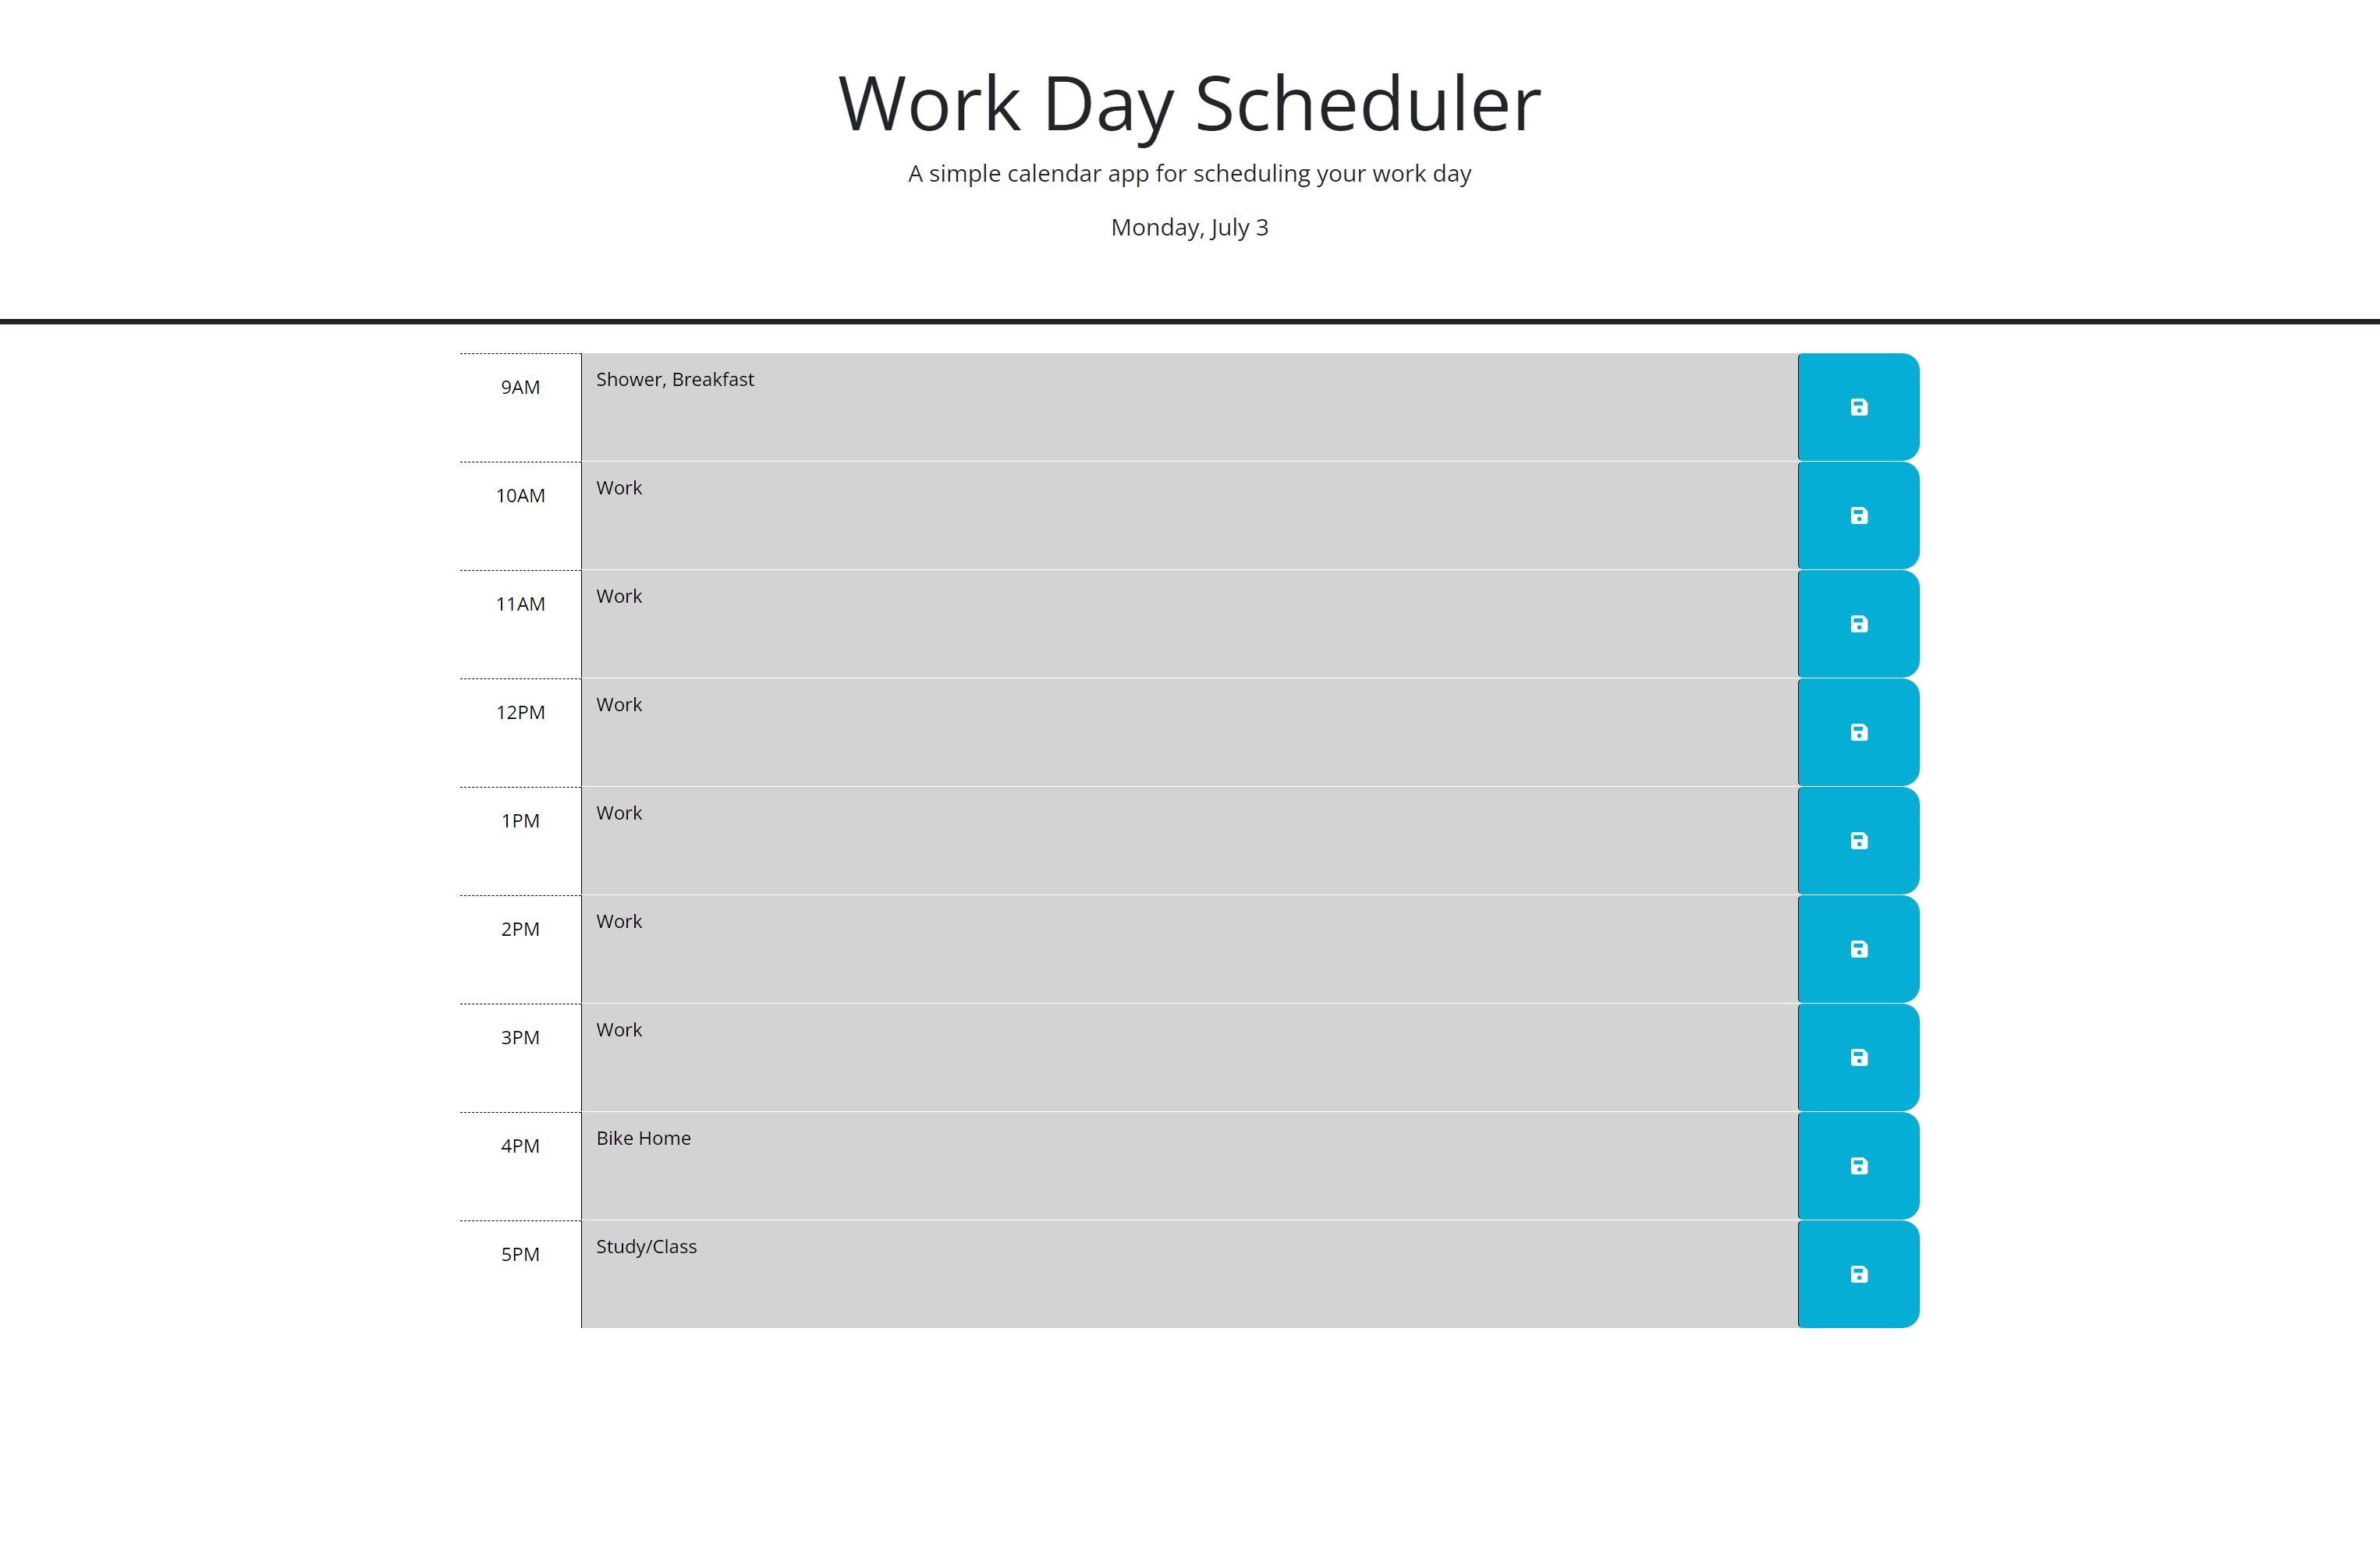 Work Day Scheduler
A simple calendar app for scheduling your work day
Monday, July 3
9AM
Shower, Breakfast
10AM
Work
11AM
Work
12PM
Work
1PM
Work
2PM
Work
3PM
Work
4PM
Bike Home
5PM
Study/Class